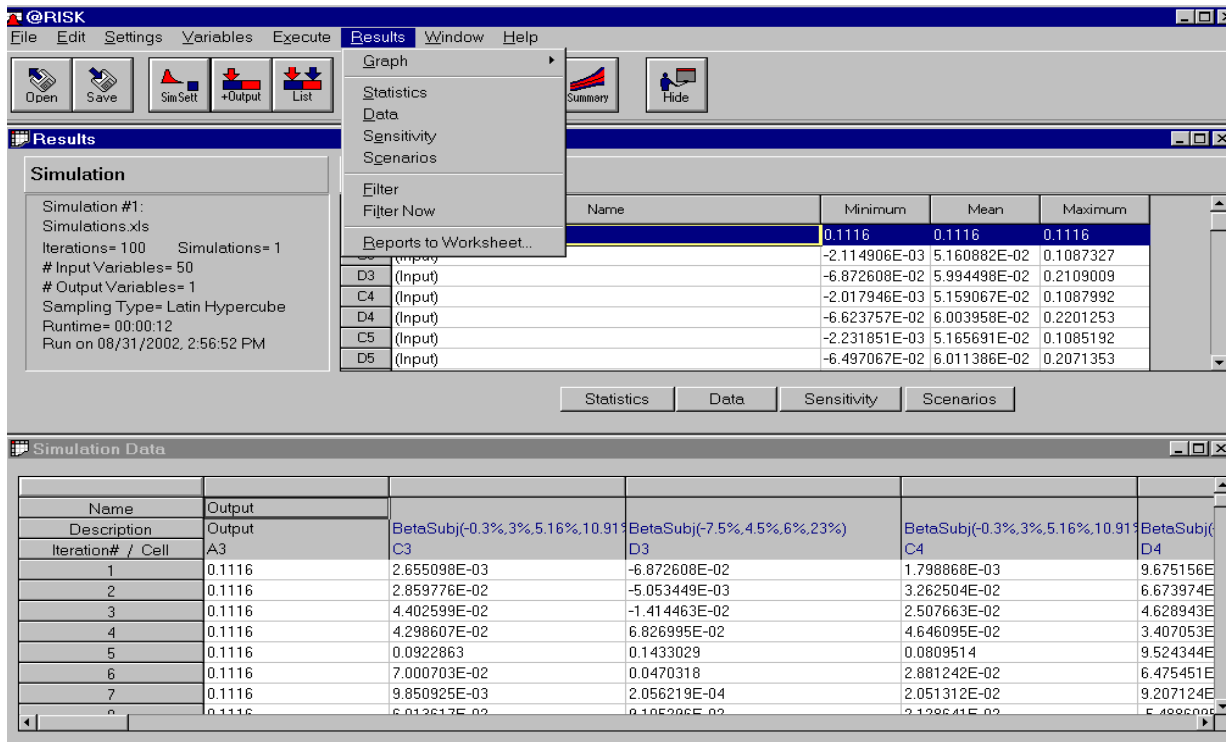 @RISK
File Edit Settings Variables Execute Results Window Help
Open Save SimSett +Output List Summary Hide
Graph
Statistics
Data
Sensitivity
Scenarios
Filter
Filter Now
Reports to Worksheet...
Results
Simulation
Simulation #1:
Simulations.xls
Iterations= 100 Simulations= 1
# Input Variables= 50
# Output Variables= 1
Sampling Type= Latin Hypercube
Runtime= 00:00:12
Run on 08/31/2002, 2:56:52 PM
Name Minimum Mean Maximum
0.1116 0.1116 0.1116
(Input) -2.114906E-03 5.160882E-02 0.1087327
D3 (Input) -6.872608E-02 5.994498E-02 0.2109009
C4 (Input) -2.017946E-03 5.159067E-02 0.1087992
D4 (Input) -6.623757E-02 6.003958E-02 0.2201253
C5 (Input) -2.231851E-03 5.165691E-02 0.1085192
D5 (Input) -6.497067E-02 6.011386E-02 0.2071353
Statistics Data Sensitivity Scenarios
Simulation Data
Name Output
Description Output BetaSubj(-0.3%,3%,5.16%,10.91% BetaSubj(-7.5%,4.5%,6%,23%) BetaSubj(-0.3%,3%,5.16%,10.91% BetaSubj(-
Iteration# / Cell A3 C3 D3 C4 D4
1 0.1116 2.655098E-03 -6.872608E-02 1.798868E-03 9.675156E
2 0.1116 2.859776E-02 -5.053449E-03 3.262504E-02 6.673974E
3 0.1116 4.402599E-02 -1.414463E-02 2.507663E-02 4.628943E
4 0.1116 4.298607E-02 6.826995E-02 4.646095E-02 3.407053E
5 0.1116 0.0922863 0.1433029 0.0809514 9.524344E
6 0.1116 7.000703E-02 0.0470318 2.881242E-02 6.475451E
7 0.1116 9.850925E-03 2.056219E-04 2.051312E-02 9.207124E